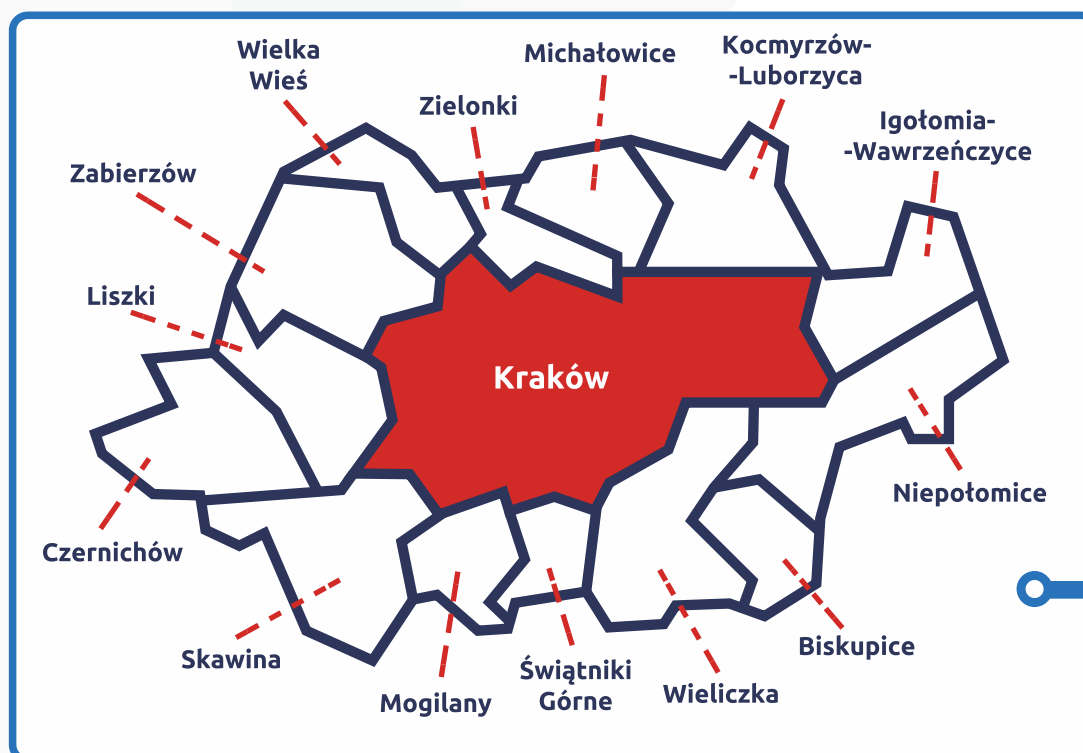 Wielka
Wieś
Michałowice
Kocmyrzów-
-Luborzyca
Zielonki
Igołomia-
-Wawrzeńczyce
Zabierzów
Liszki
Kraków
Niepołomice
Czernichów
Biskupice
Skawina
Świątniki
Górne
Wieliczka
Mogilany